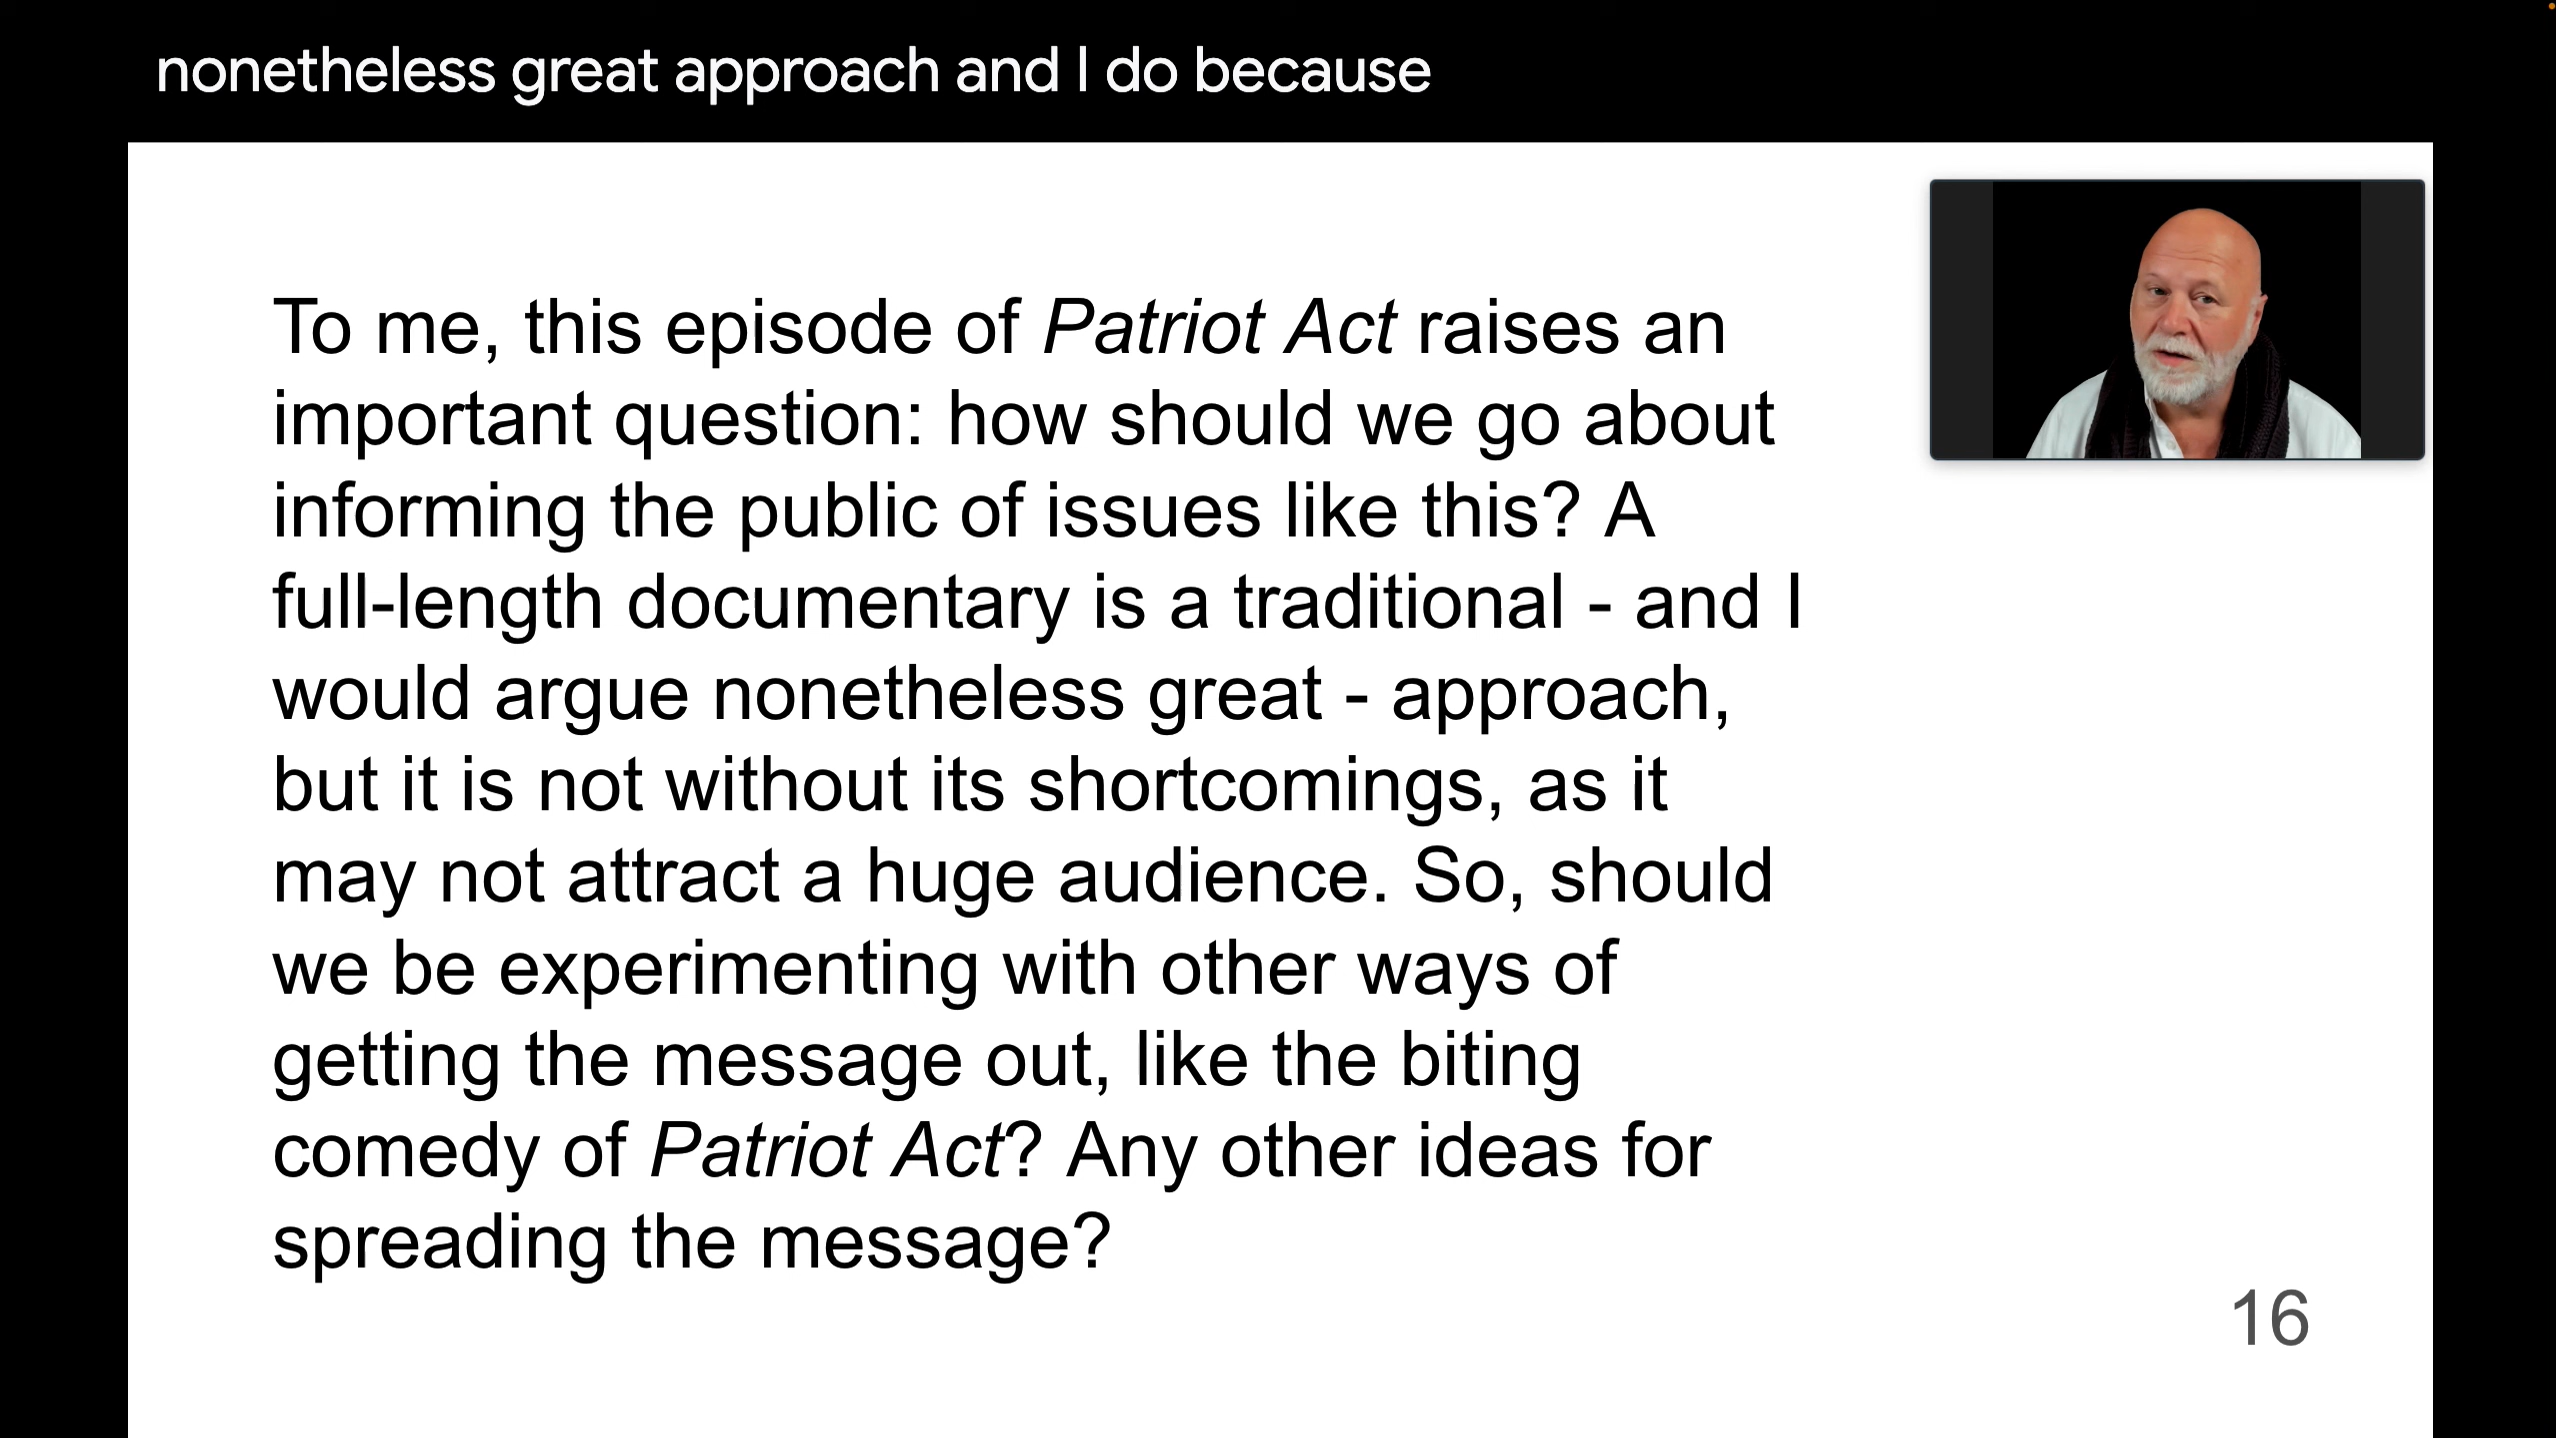 nonetheless great approach and I do because
To me, this episode of Patriot Act raises an
important question: how should we go about
informing the public of issues like this? A
full-length documentary is a traditional - and I
would argue nonetheless great - approach,
but it is not without its shortcomings, as it
may not attract a huge audience. So, should
we be experimenting with other ways of
getting the message out, like the biting
comedy of Patriot Act? Any other ideas for
spreading the message?
16